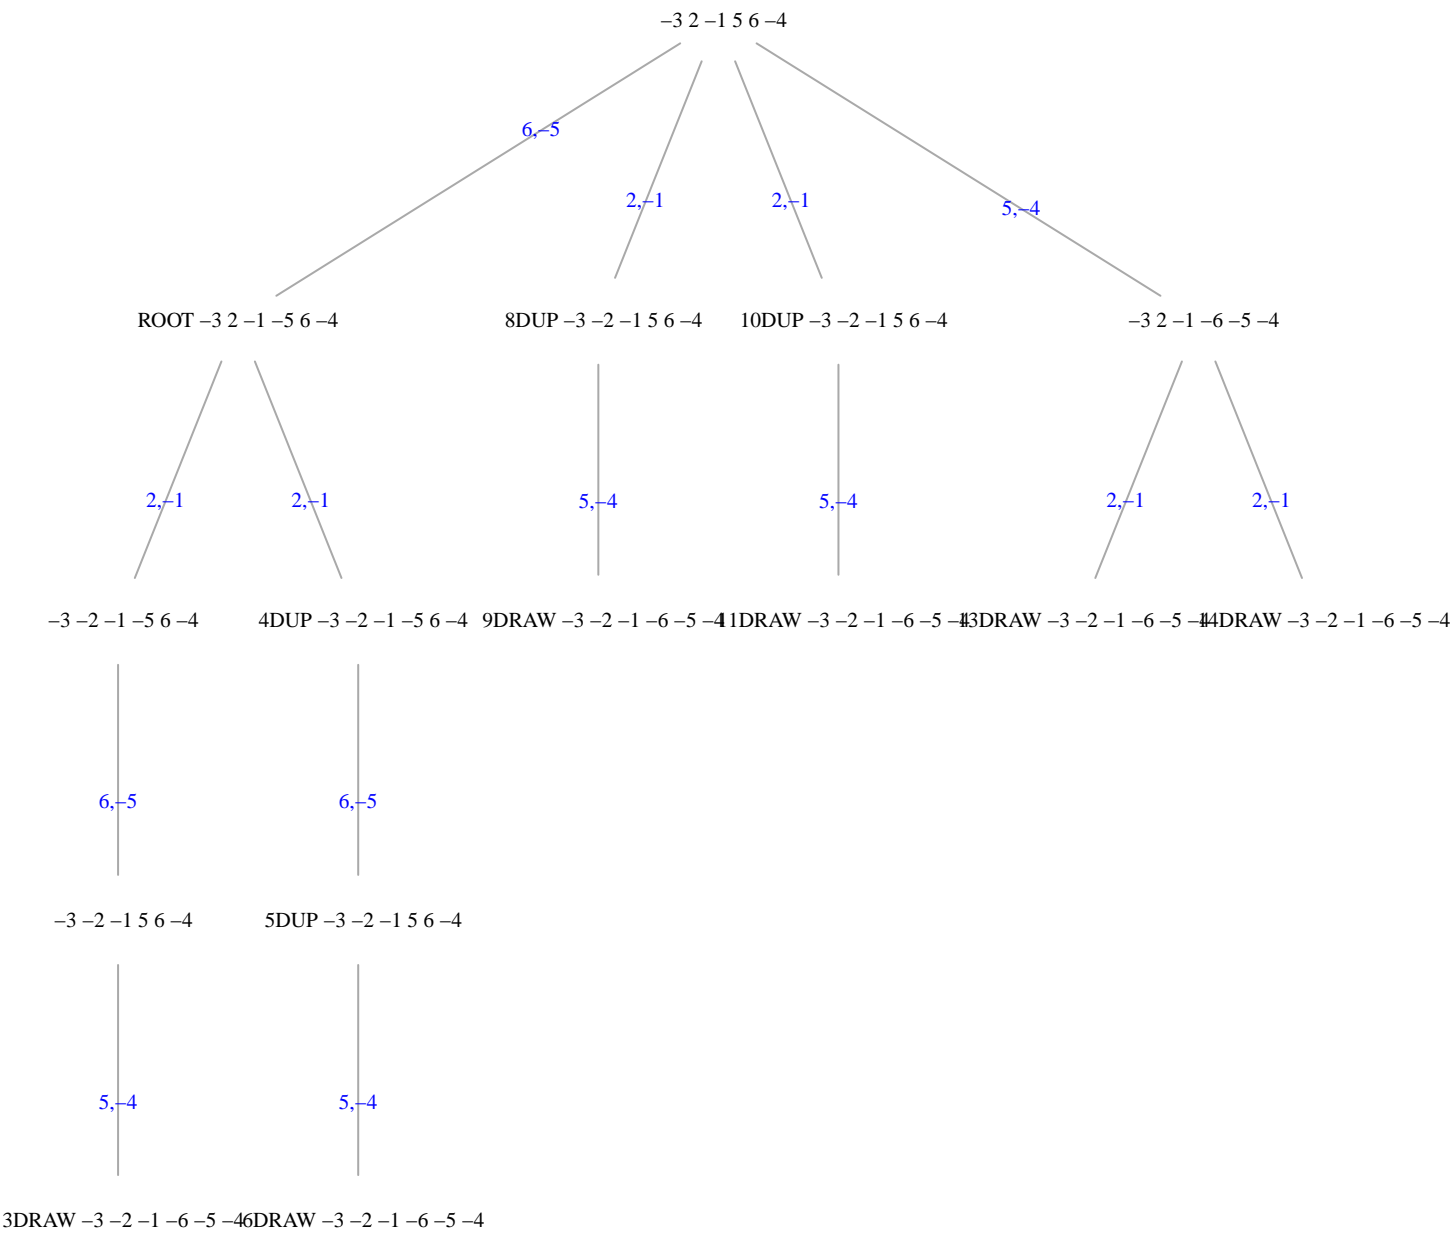 –3 2 –1 5 6 –4
6,–5
2,–1
2,–1
5,–4
ROOT –3 2 –1 –5 6 –4
8DUP –3 –2 –1 5 6 –4
10DUP –3 –2 –1 5 6 –4
–3 2 –1 –6 –5 –4
2,–1
2,–1
5,–4
5,–4
2,–1
2,–1
–3 –2 –1 –5 6 –4
4DUP –3 –2 –1 –5 6 –4
9DRAW –3 –2 –1 –6 –5 –4
11DRAW –3 –2 –1 –6 –5 –4
13DRAW –3 –2 –1 –6 –5 –4
14DRAW –3 –2 –1 –6 –5 –4
6,–5
6,–5
–3 –2 –1 5 6 –4
5DUP –3 –2 –1 5 6 –4
5,–4
5,–4
3DRAW –3 –2 –1 –6 –5 –4
6DRAW –3 –2 –1 –6 –5 –4